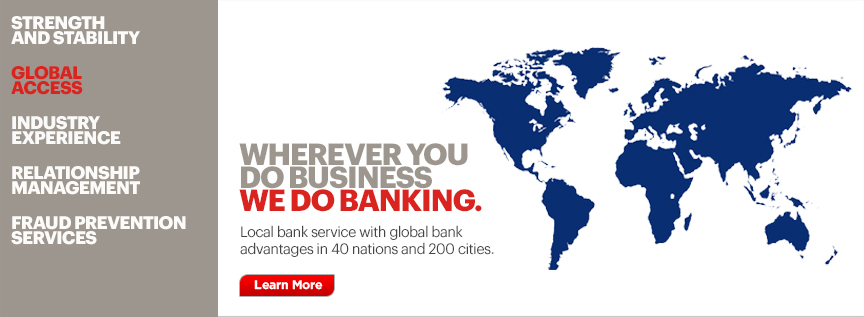 STRENGTH
AND STABILITY
GLOBAL
ACCESS
INDUSTRY
EXPERIENCE
RELATIONSHIP
MANAGEMENT
FRAUD PREVENTION
SERVICES
WHEREVER YOU
DO BUSINESS
WE DO BANKING.
Local bank service with global bank
advantages in 40 nations and 200 cities.
Learn More